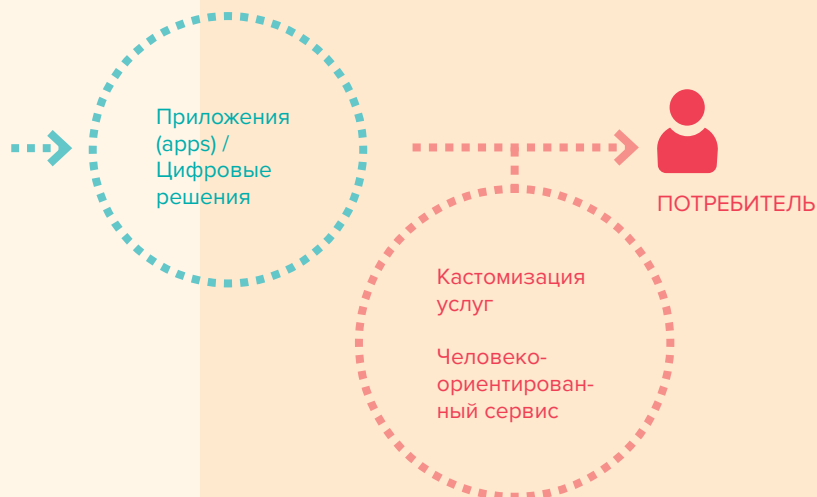 Приложения
(apps) /
Цифровые
решения
ПОТРЕБИТЕЛЬ
Кастомизация
услуг
Человеко-
ориентирован-
ный сервис